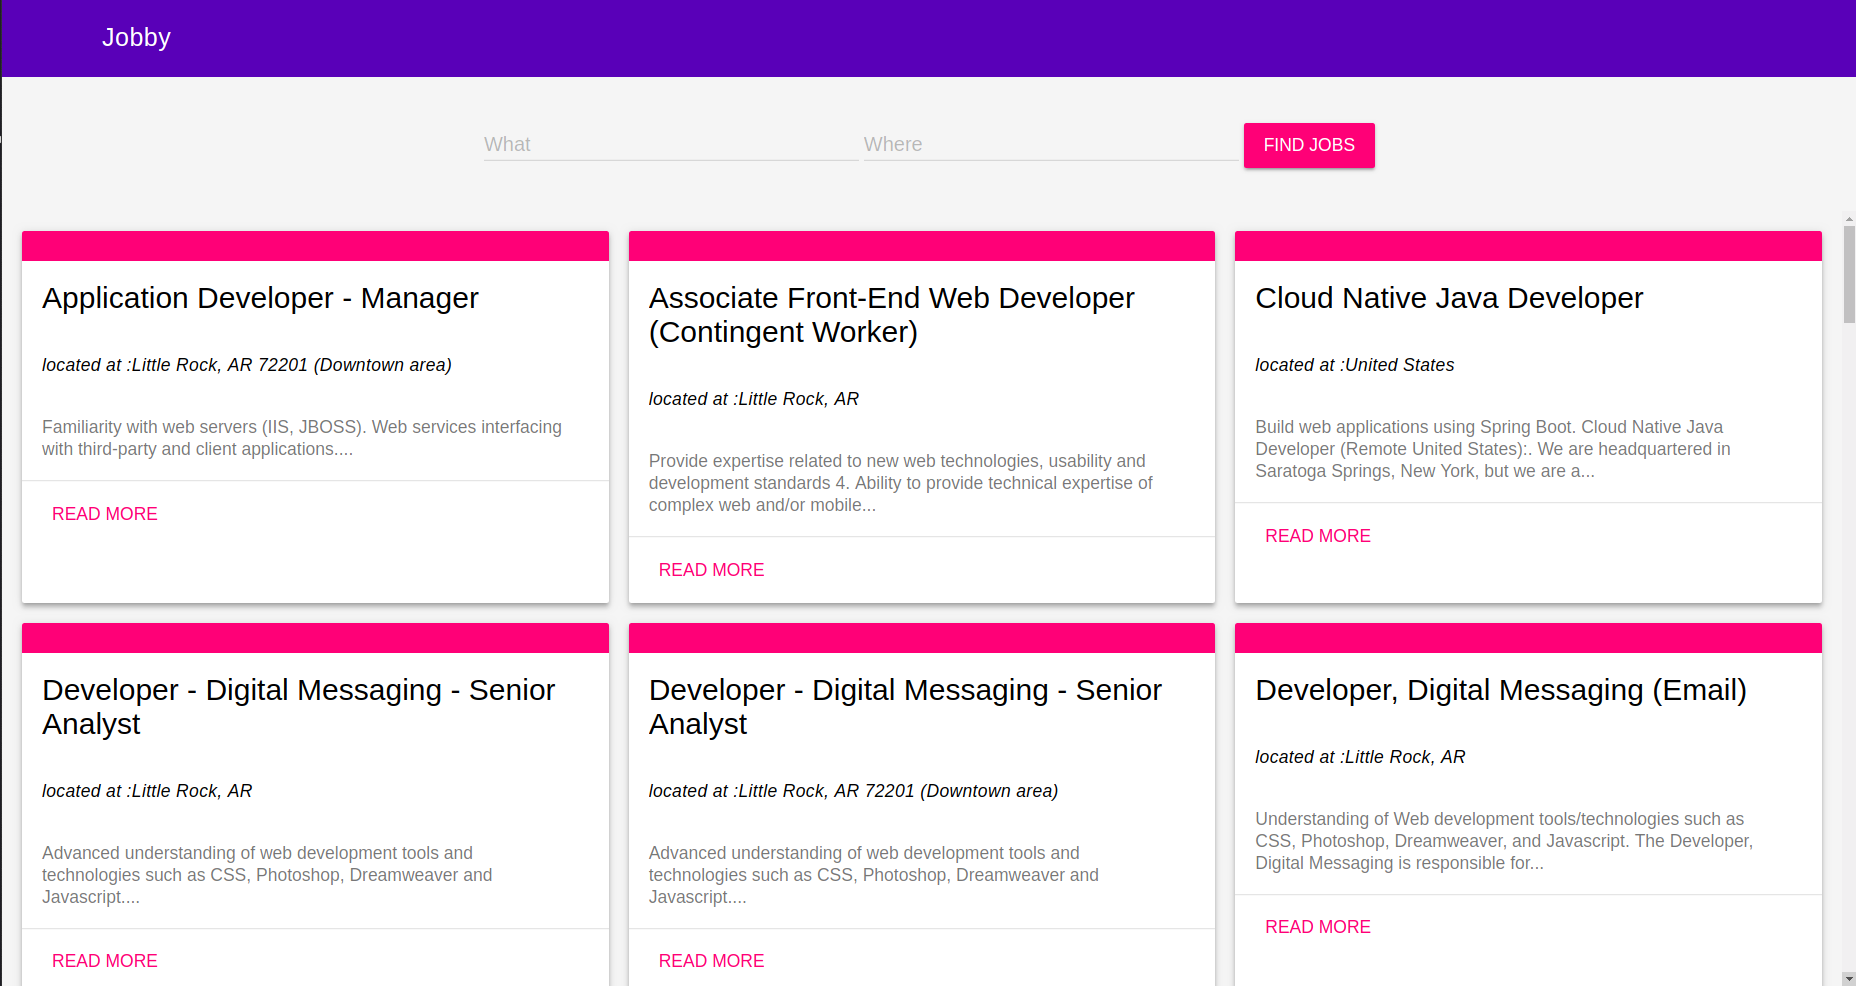 Jobby
What
Where
FIND JOBS
Application Developer - Manager
located at :Little Rock, AR 72201 (Downtown area)
Familiarity with web servers (IIS, JBOSS). Web services interfacing
with third-party and client applications....
READ MORE
Associate Front-End Web Developer
(Contingent Worker)
located at :Little Rock, AR
Provide expertise related to new web technologies, usability and
development standards 4. Ability to provide technical expertise of
complex web and/or mobile...
READ MORE
Cloud Native Java Developer
located at :United States
Build web applications using Spring Boot. Cloud Native Java
Developer (Remote United States):. We are headquartered in
Saratoga Springs, New York, but we are a...
READ MORE
Developer - Digital Messaging - Senior
Analyst
located at :Little Rock, AR
Advanced understanding of web development tools and
technologies such as CSS, Photoshop, Dreamweaver and
Javascript....
READ MORE
Developer - Digital Messaging - Senior
Analyst
located at :Little Rock, AR 72201 (Downtown area)
Advanced understanding of web development tools and
technologies such as CSS, Photoshop, Dreamweaver and
Javascript....
READ MORE
Developer, Digital Messaging (Email)
located at :Little Rock, AR
Understanding of Web development tools/technologies such as
CSS, Photoshop, Dreamweaver, and Javascript. The Developer,
Digital Messaging is responsible for...
READ MORE